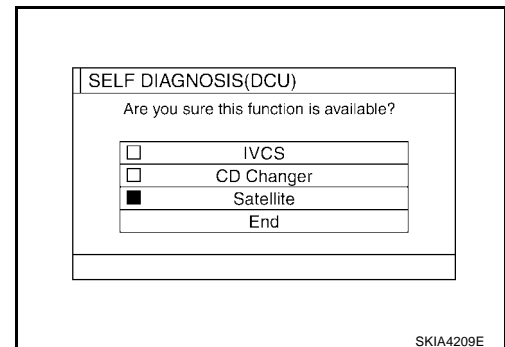 SELF DIAGNOSIS(DCU)
Are you sure this function is available?
IVCS
CD Changer
Satellite
End
SKIA4209E